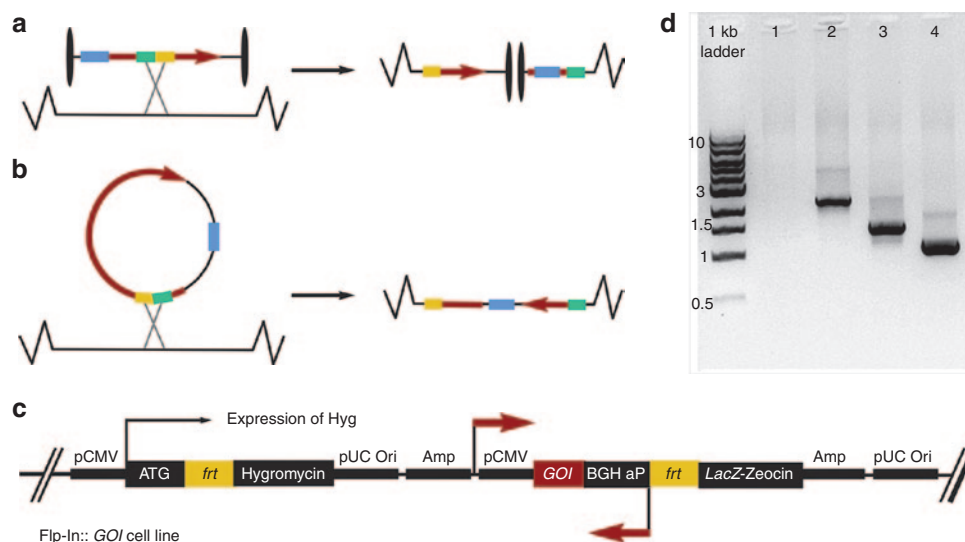 a
b
c
d
1 kb
ladder
1
2
3
4
10
3
1.5
1
0.5
Expression of Hyg
pCMV
ATG
frt
Hygromycin
pUC Ori
Amp
pCMV
GOI
BGH aP
frt
LacZ-Zeocin
Amp
pUC Ori
Flp-In:: GOI cell line